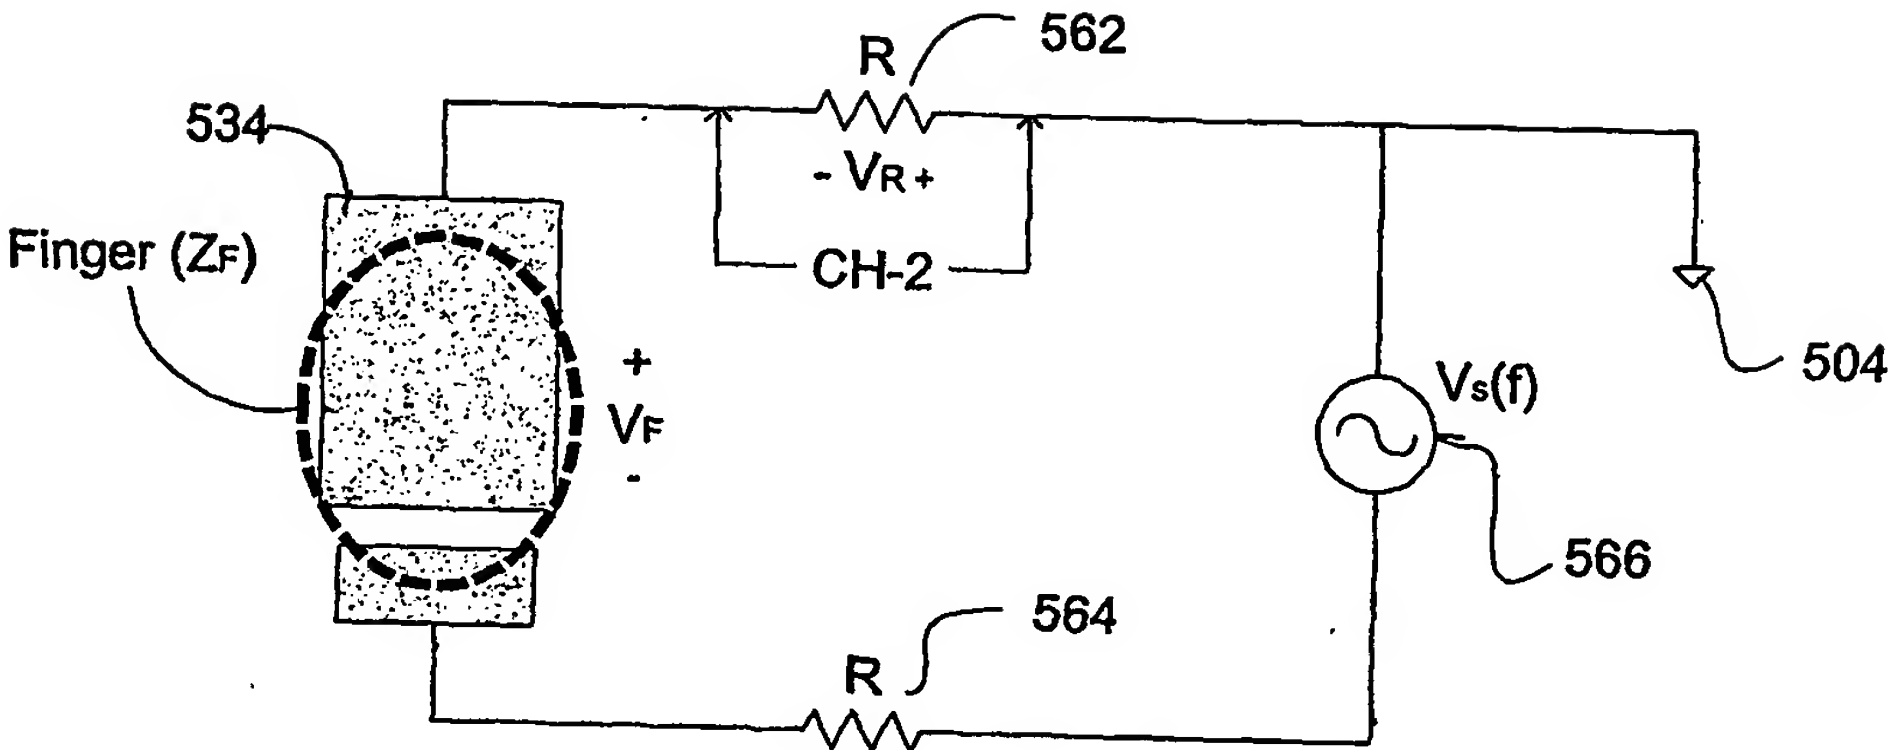 562
R
534
- VR +
Finger (ZF)
CH-2
504
+
VF
-
Vs(f)
566
564
R